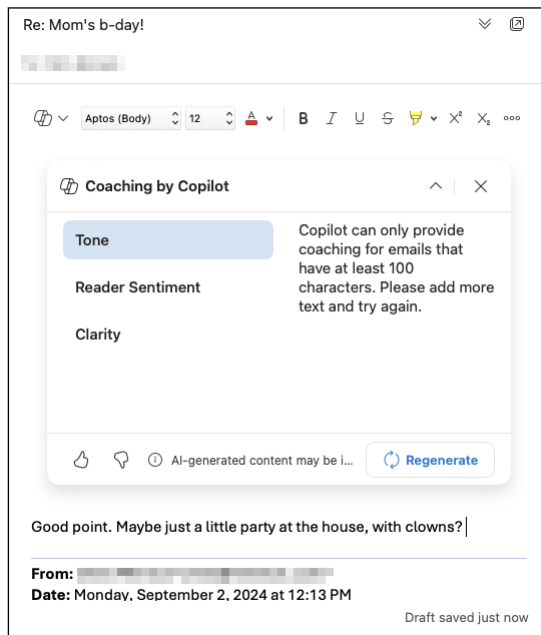 Re: Mom's b-day!
Aptos (Body) 12 A B I U S X² X₂
Coaching by Copilot
Tone
Reader Sentiment
Clarity
Copilot can only provide
coaching for emails that
have at least 100
characters. Please add more
text and try again.
AI-generated content may be i...
Regenerate
Good point. Maybe just a little party at the house, with clowns?
From:
Date: Monday, September 2, 2024 at 12:13 PM
Draft saved just now